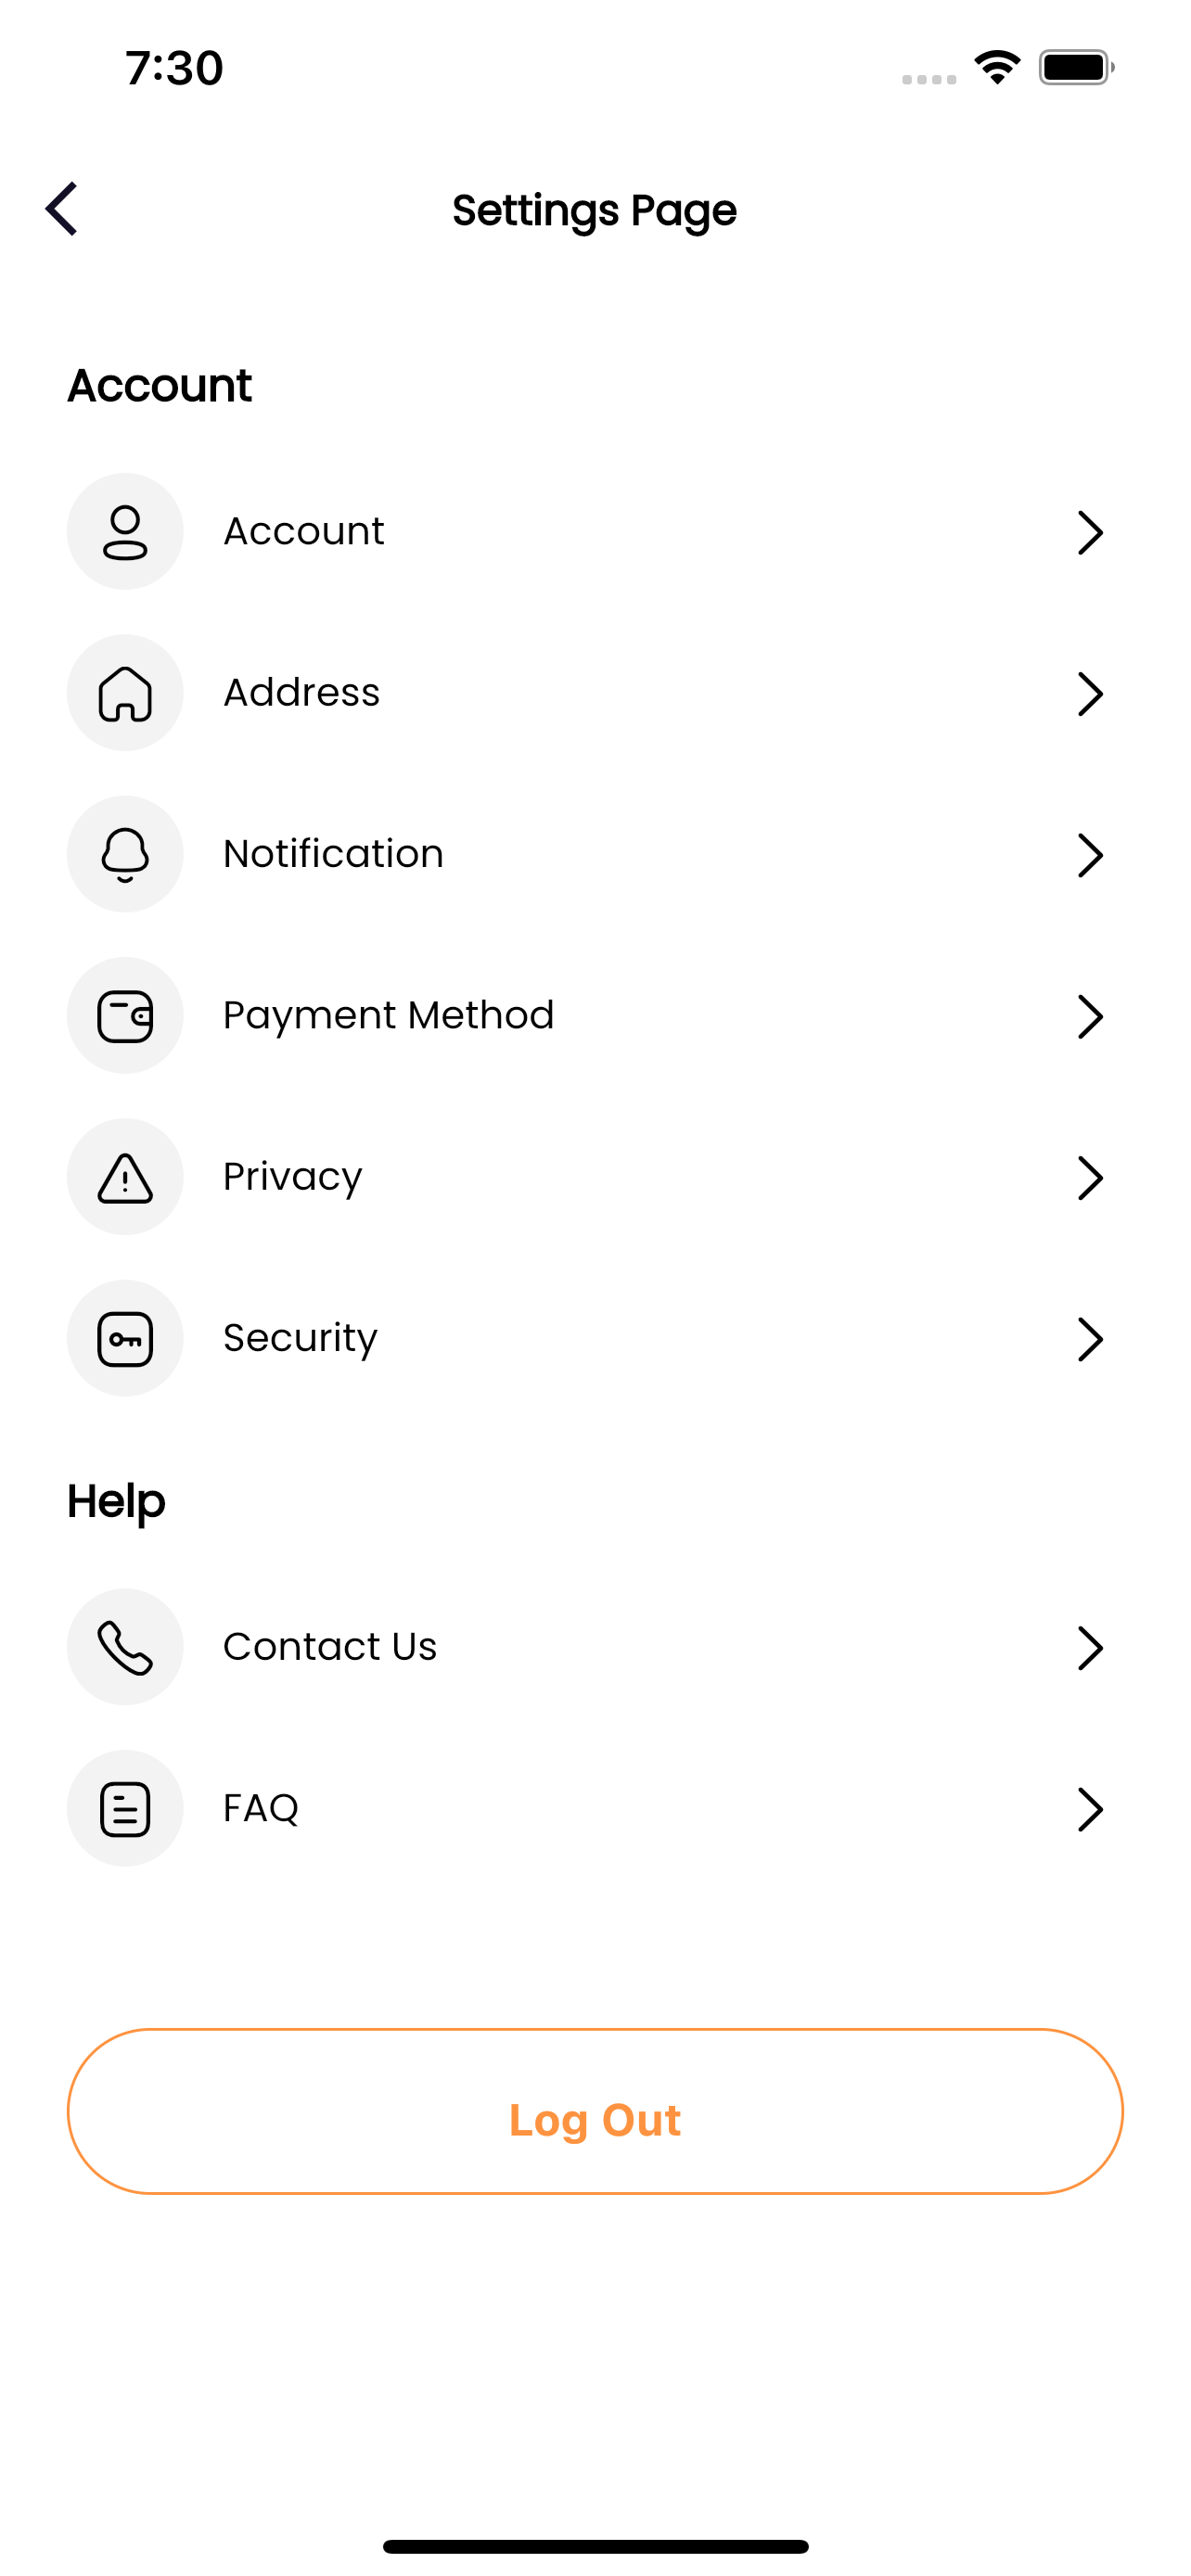 7:30
Settings Page
Account
Account
Address
Notification
Payment Method
Privacy
Security
Help
Contact Us
FAQ
Log Out